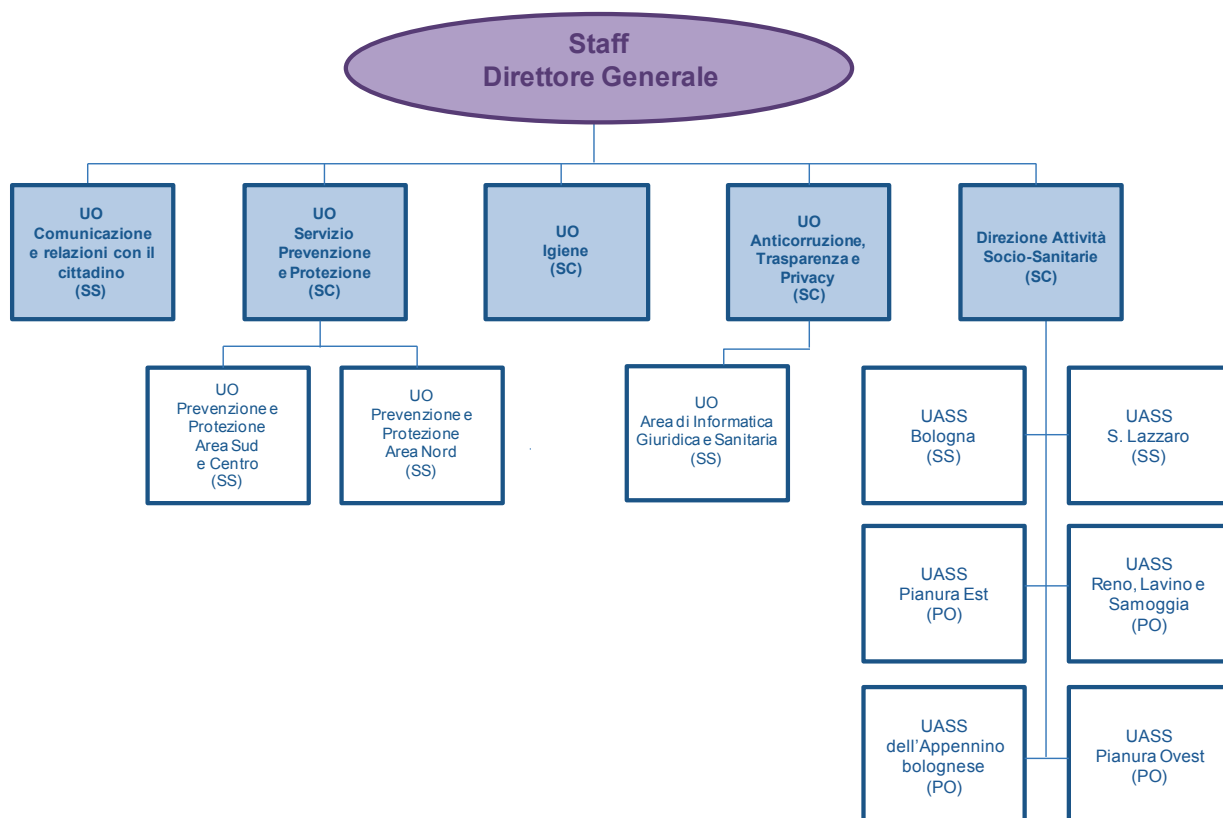 Staff
Direttore Generale
UO
Comunicazione
e relazioni con il
cittadino
(SS)
UO
Servizio
Prevenzione
e Protezione
(SC)
UO
Igiene
(SC)
UO
Anticorruzione,
Trasparenza e
Privacy
(SC)
Direzione Attività
Socio-Sanitarie
(SC)
UO
Prevenzione e
Protezione
Area Sud
e Centro
(SS)
UO
Prevenzione e
Protezione
Area Nord
(SS)
UO
Area di Informatica
Giuridica e Sanitaria
(SS)
UASS
Bologna
(SS)
UASS
S. Lazzaro
(SS)
UASS
Pianura Est
(PO)
UASS
Reno, Lavino e
Samoggia
(PO)
UASS
dell’Appennino
bolognese
(PO)
UASS
Pianura Ovest
(PO)